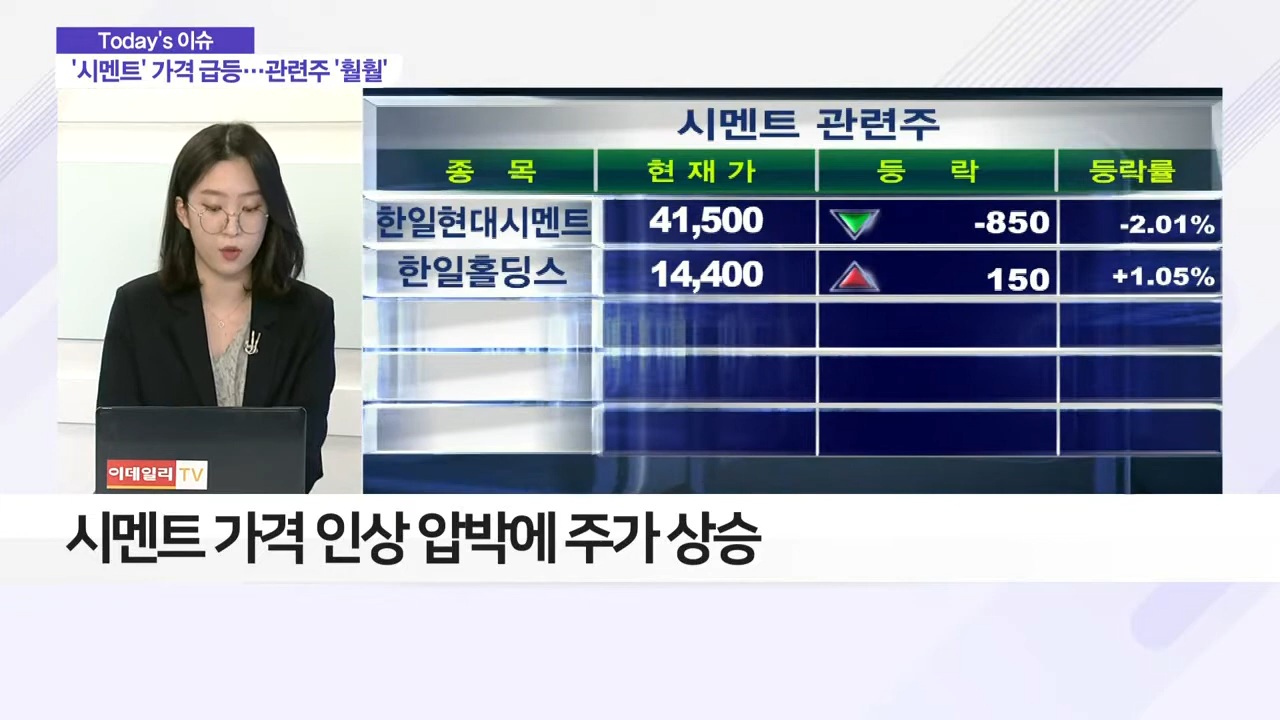 Today's 이슈
'시멘트' 가격 급등…관련주 '훨훨'
시멘트 관련주
종 목 현 재 가 등 락 등락률
한일현대시멘트 41,500 -850 -2.01%
한일홀딩스 14,400 150 +1.05%
이데일리 TV
시멘트 가격 인상 압박에 주가 상승